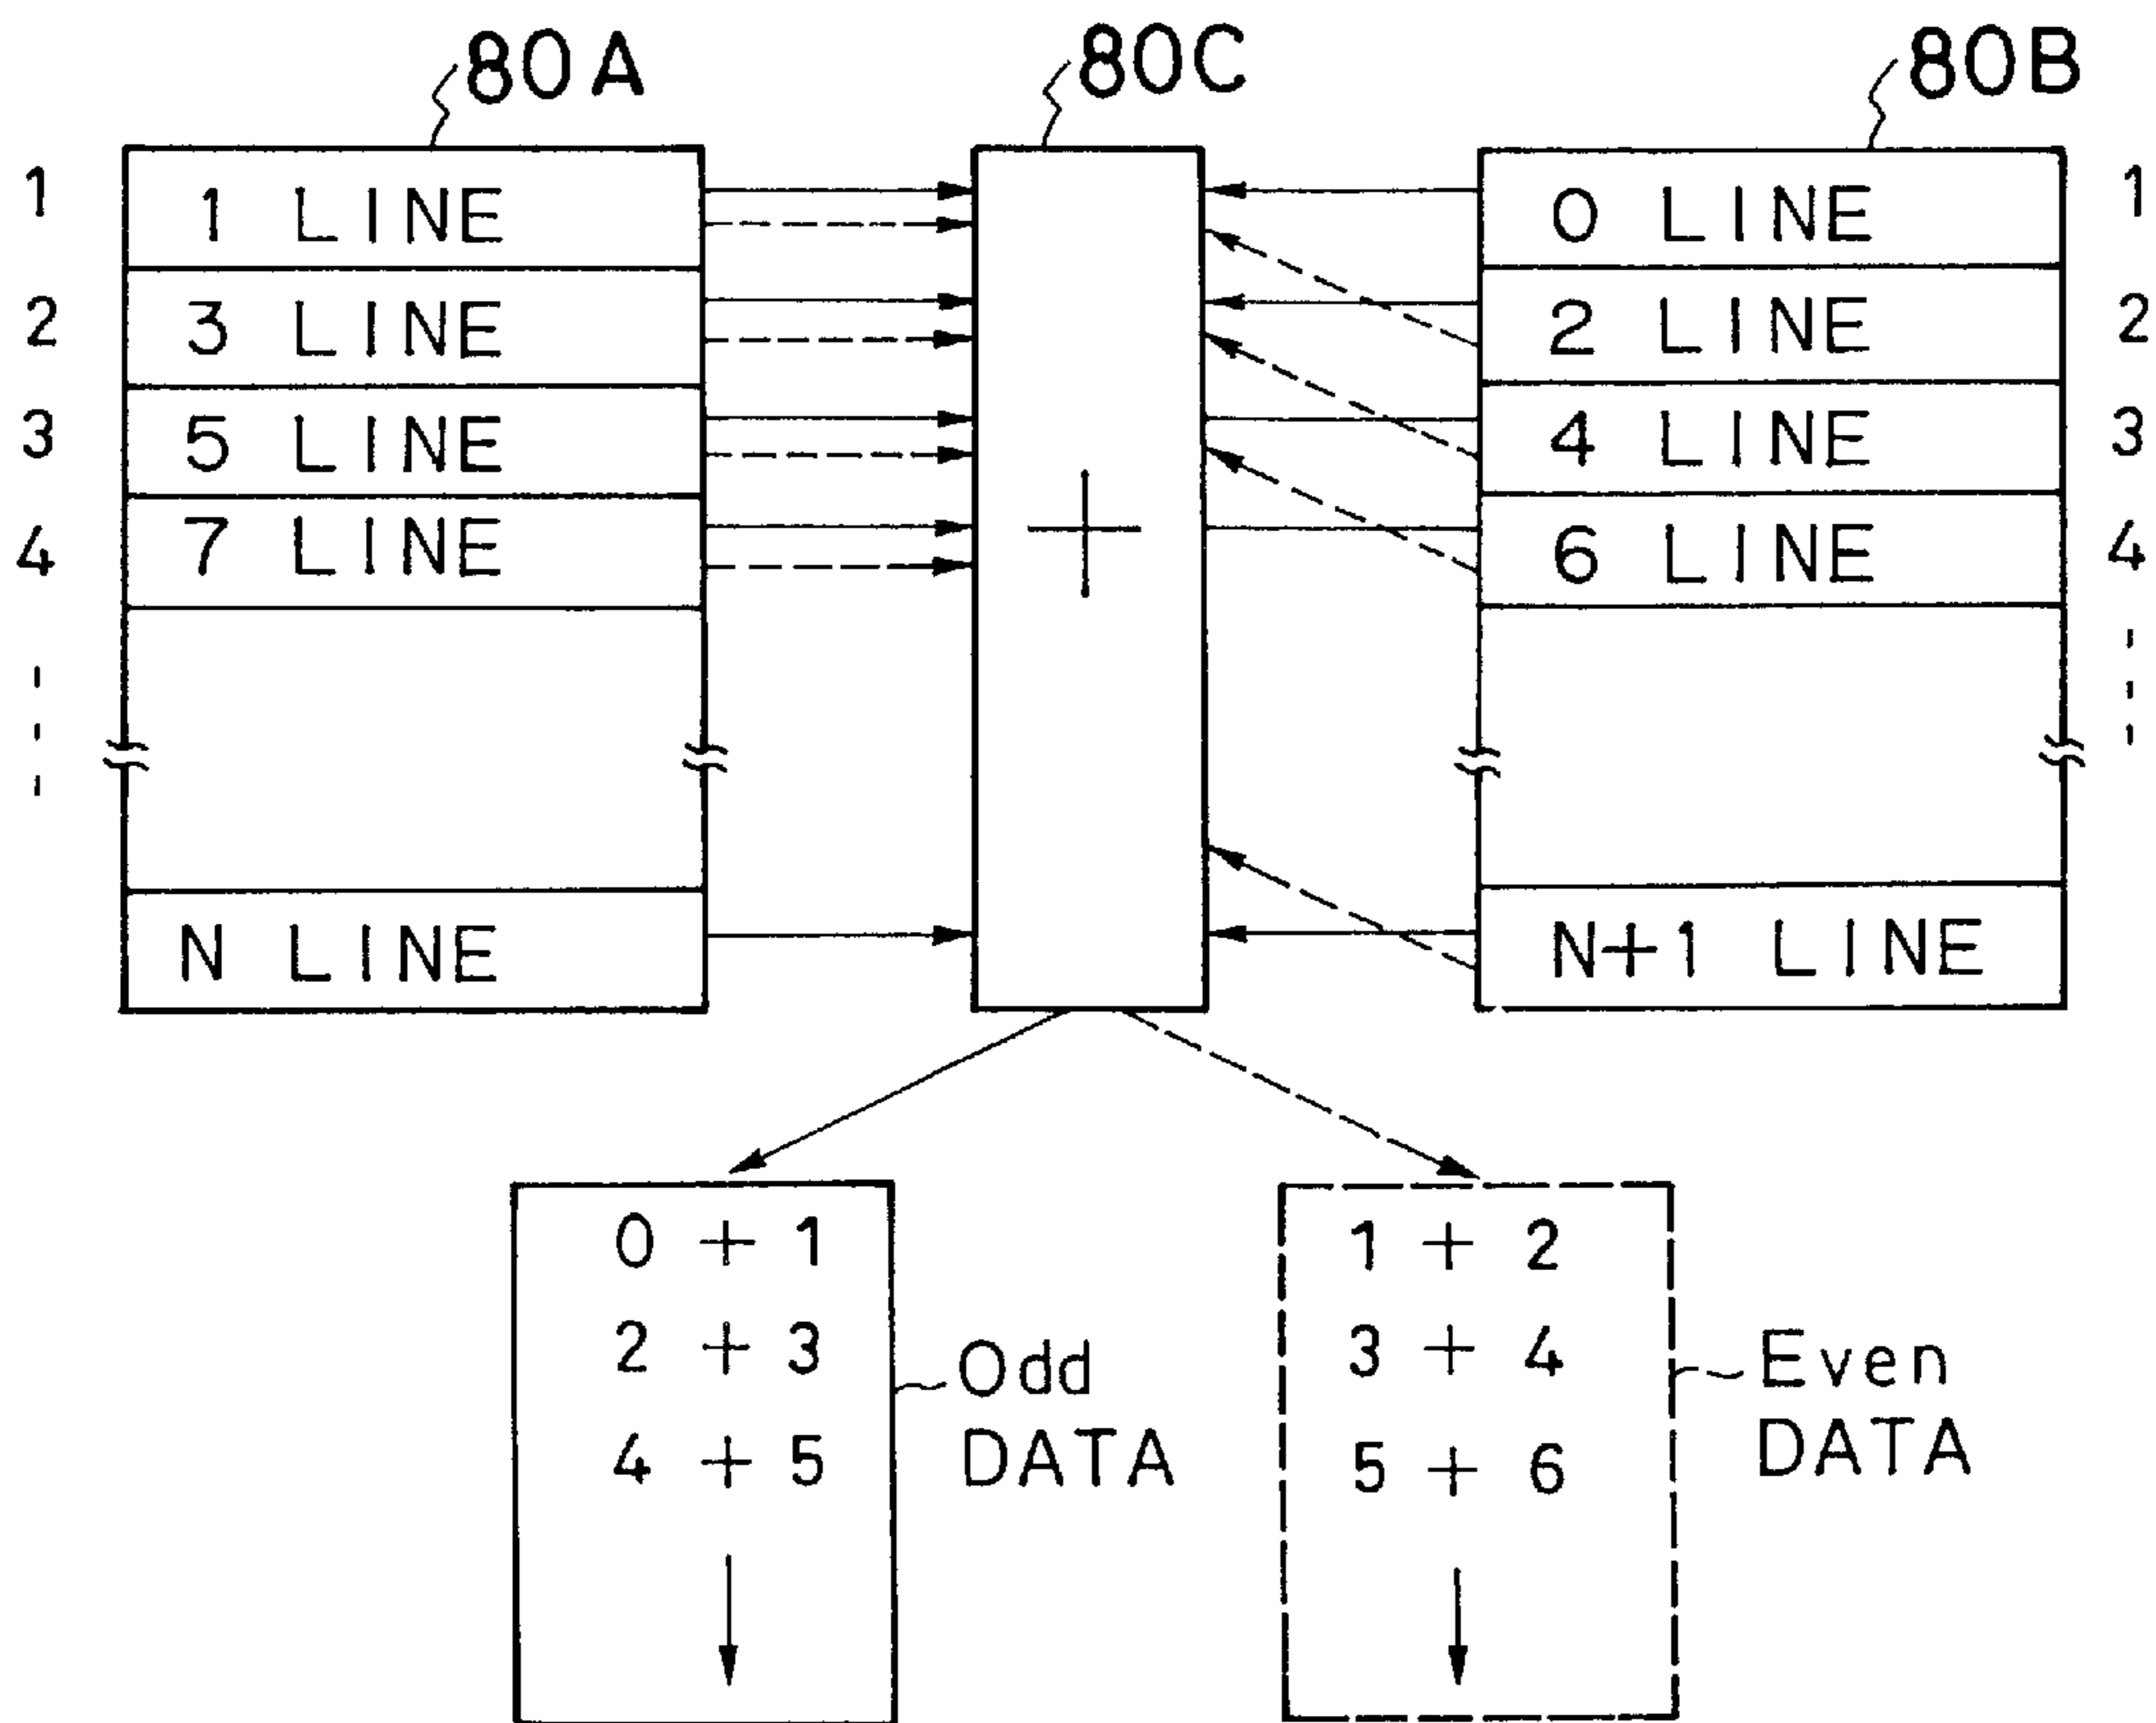 80A 80C 80B
1 1 LINE 0 LINE 1
2 3 LINE 2 LINE 2
3 5 LINE 4 LINE 3
4 7 LINE 6 LINE 4
+
N LINE N+1 LINE
0 + 1 1 + 2
2 + 3 3 + 4
Odd Even
DATA DATA
4 + 5 5 + 6